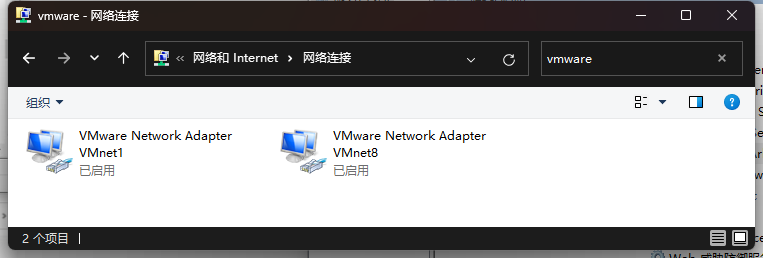 vmware - 网络连接
网络和 Internet
网络连接
vmware
组织
VMware Network Adapter
VMnet1
已启用
VMware Network Adapter
VMnet8
已启用
2 个项目